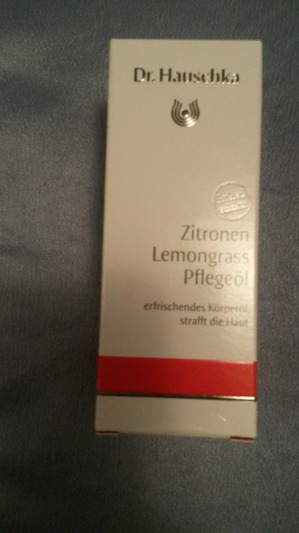 Dr. Hauschka
Zitronen
Lemongrass
Pflegeöl
erfrischendes Körperöl,
strafft die Haut